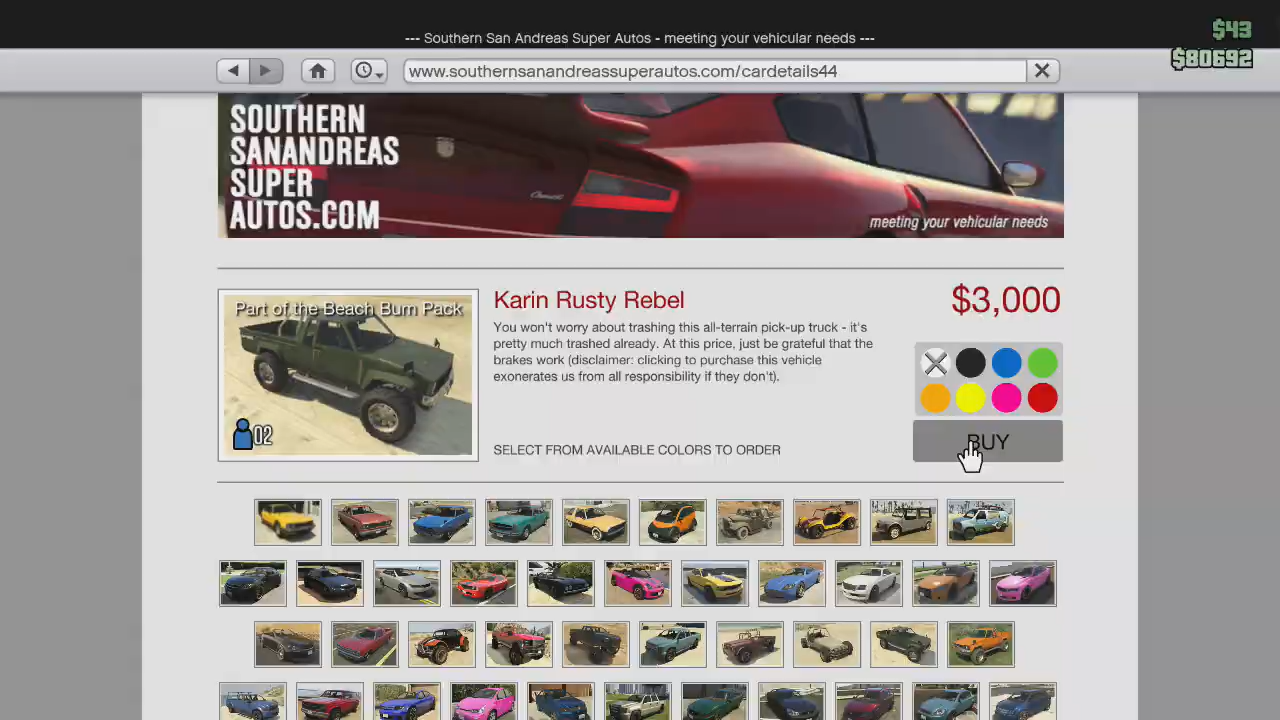 $43
--- Southern San Andreas Super Autos - meeting your vehicular needs ---
$80692
www.southernsanandreassuperautos.com/cardetails44
SOUTHERN
SANANDREAS
SUPER
AUTOS.COM
meeting your vehicular needs
Part of the Beach Bum Pack
02
Karin Rusty Rebel
$3,000
You won't worry about trashing this all-terrain pick-up truck - it's
pretty much trashed already. At this price, just be grateful that the
brakes work (disclaimer: clicking to purchase this vehicle
exonerates us from all responsibility if they don't).
SELECT FROM AVAILABLE COLORS TO ORDER
BUY